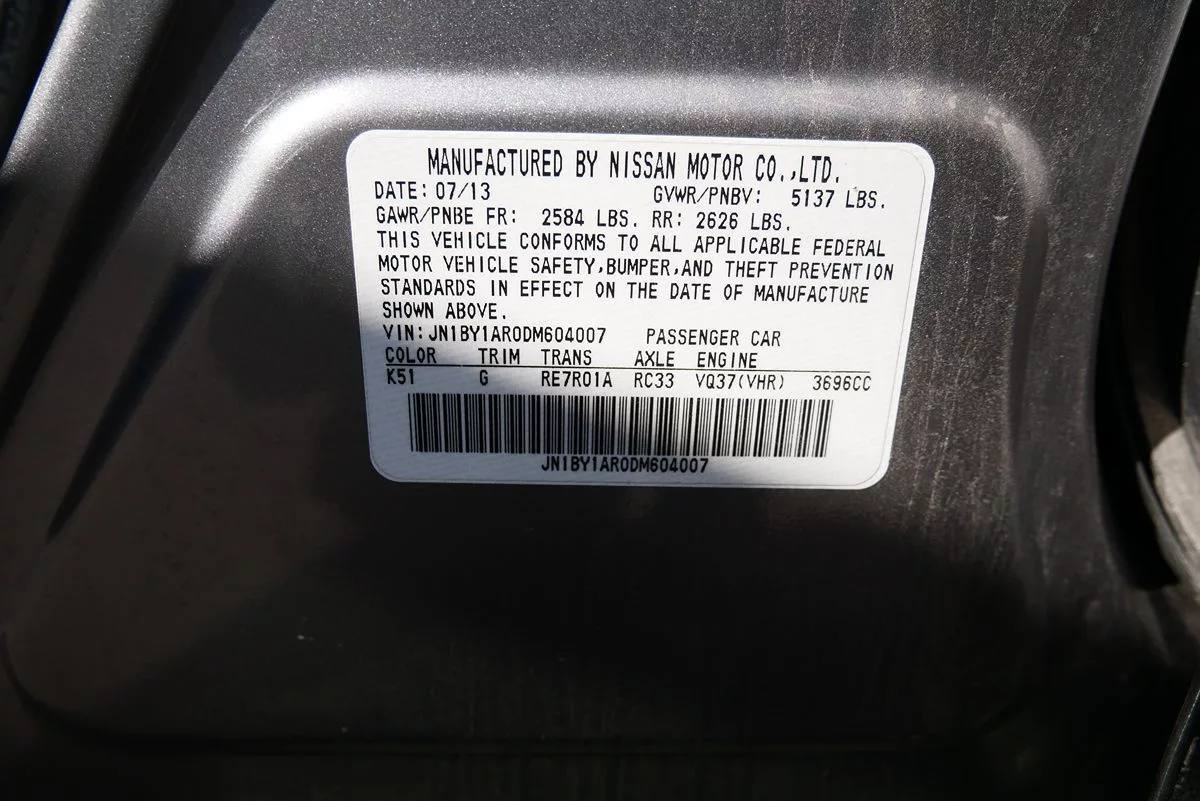 MANUFACTURED BY NISSAN MOTOR CO.,LTD.
DATE: 07/13 GVWR/PNBV: 5137 LBS.
GAWR/PNBE FR: 2584 LBS. RR: 2626 LBS.
THIS VEHICLE CONFORMS TO ALL APPLICABLE FEDERAL
MOTOR VEHICLE SAFETY,BUMPER,AND THEFT PREVENTION
STANDARDS IN EFFECT ON THE DATE OF MANUFACTURE
SHOWN ABOVE.
VIN:JN1BY1AR0DM604007 PASSENGER CAR
COLOR TRIM TRANS AXLE ENGINE
K51 G RE7R01A RC33 VQ37(VHR) 3696CC
JN1BY1AR0DM604007